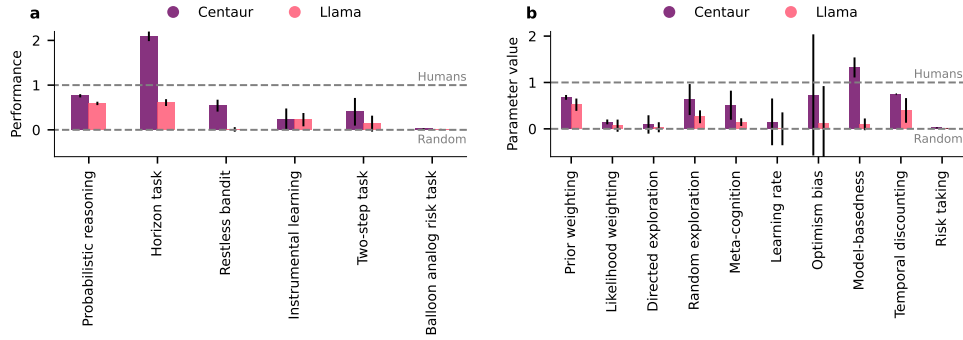 a
Centaur Llama
Performance
2
1
0
Humans
Random
Probabilistic reasoning
Horizon task
Restless bandit
Instrumental learning
Two-step task
Balloon analog risk task
b
Centaur Llama
Parameter value
2
1
0
Humans
Random
Prior weighting
Likelihood weighting
Directed exploration
Random exploration
Meta-cognition
Learning rate
Optimism bias
Model-basedness
Temporal discounting
Risk taking